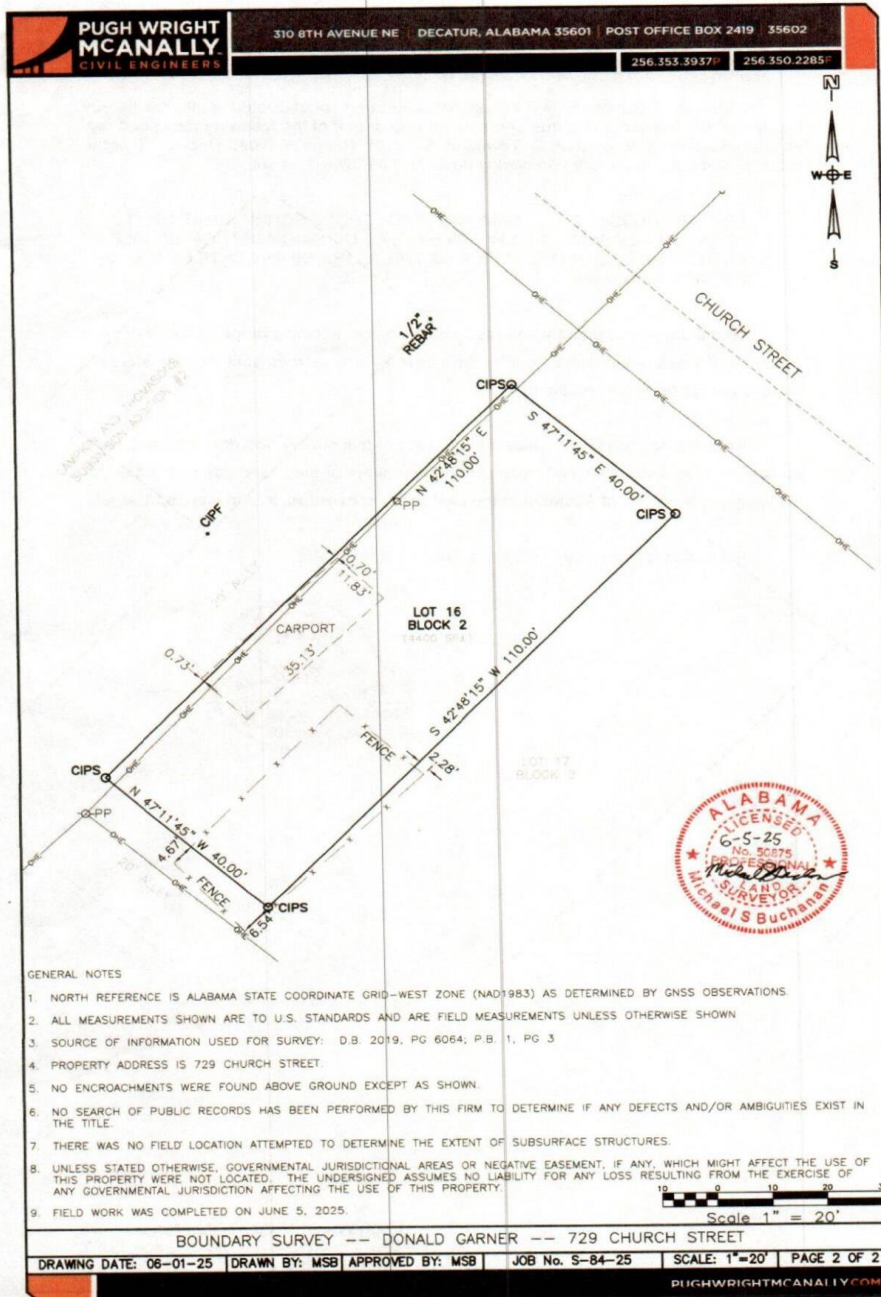 PUGH WRIGHT
MCANALLY
CIVIL ENGINEERS
310 8TH AVENUE NE DECATUR, ALABAMA 35601 POST OFFICE BOX 2419 35602
256.353.3937P 256.350.2285F
N
W E
S
CHURCH STREET
1/2"
REBAR
CIPS
OHE
S 47°11'45" E 40.00'
N 42°48'15" E
110.00'
CIPS
PP
CIPF
0.70'
11.83'
LOT 16
BLOCK 2
CARPORT
35.13'
0.73'
S 42°48'15" W 110.00'
FENCE
2.28'
LOT 17
BLOCK 2
CIPS
PP
N 47°11'45" W 40.00'
4.67'
20' ALLEY
FENCE
CIPS
6.54'
ALABAMA
LICENSED
6-5-25
No. 50875
PROFESSIONAL
LAND
SURVEYOR
Michael S Buchanan
GENERAL NOTES
1. NORTH REFERENCE IS ALABAMA STATE COORDINATE GRID-WEST ZONE (NAD1983) AS DETERMINED BY GNSS OBSERVATIONS.
2. ALL MEASUREMENTS SHOWN ARE TO U.S. STANDARDS AND ARE FIELD MEASUREMENTS UNLESS OTHERWISE SHOWN
3. SOURCE OF INFORMATION USED FOR SURVEY: D.B. 2019, PG 6064; P.B. 1, PG 3
4. PROPERTY ADDRESS IS 729 CHURCH STREET.
5. NO ENCROACHMENTS WERE FOUND ABOVE GROUND EXCEPT AS SHOWN.
6. NO SEARCH OF PUBLIC RECORDS HAS BEEN PERFORMED BY THIS FIRM TO DETERMINE IF ANY DEFECTS AND/OR AMBIGUITIES EXIST IN
THE TITLE.
7. THERE WAS NO FIELD LOCATION ATTEMPTED TO DETERMINE THE EXTENT OF SUBSURFACE STRUCTURES.
8. UNLESS STATED OTHERWISE, GOVERNMENTAL JURISDICTIONAL AREAS OR NEGATIVE EASEMENT, IF ANY, WHICH MIGHT AFFECT THE USE OF
THIS PROPERTY WERE NOT LOCATED. THE UNDERSIGNED ASSUMES NO LIABILITY FOR ANY LOSS RESULTING FROM THE EXERCISE OF
ANY GOVERNMENTAL JURISDICTION AFFECTING THE USE OF THIS PROPERTY.
9. FIELD WORK WAS COMPLETED ON JUNE 5, 2025.
10 0 10 20
Scale 1" = 20'
BOUNDARY SURVEY -- DONALD GARNER -- 729 CHURCH STREET
DRAWING DATE: 06-01-25 DRAWN BY: MSB APPROVED BY: MSB JOB No. S-84-25 SCALE: 1"=20' PAGE 2 OF 2
PUGHWRIGHTMCANALLY.COM